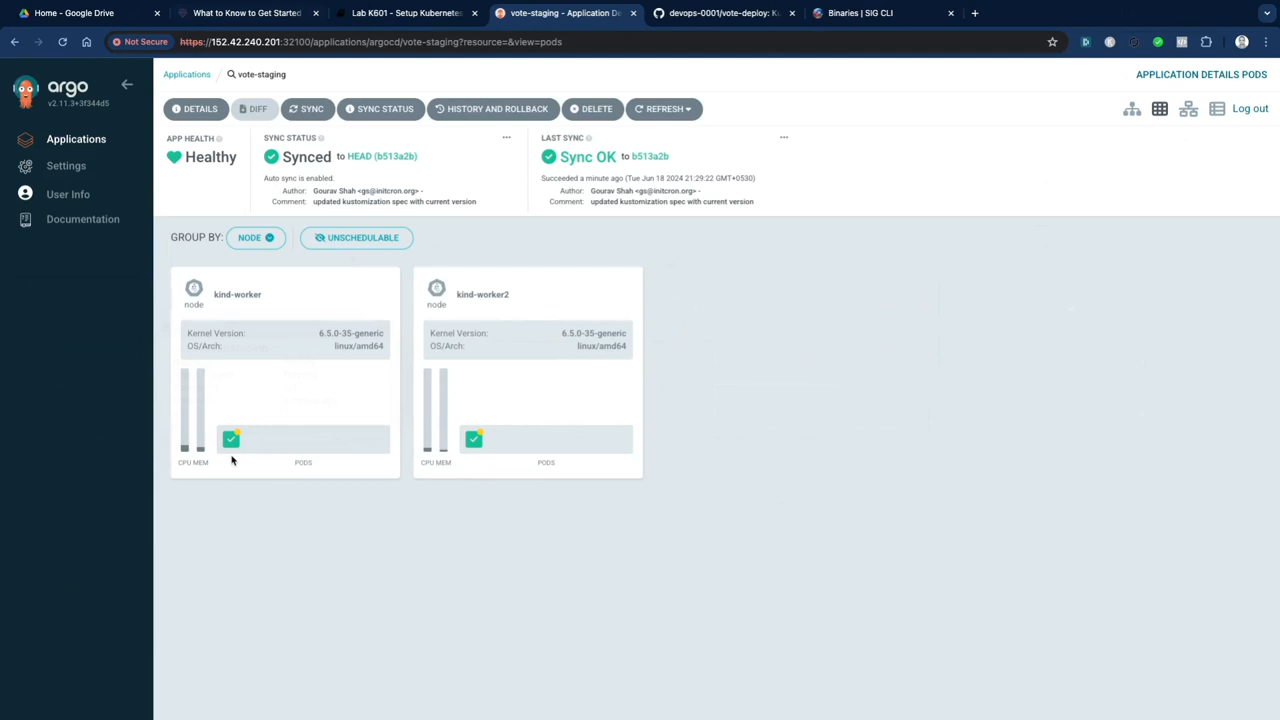 Home - Google Drive
What to Know to Get Started
Lab K601 - Setup Kubernetes
vote-staging - Application De
devops-0001/vote-deploy: Ku
Binaries | SIG CLI
Not Secure
https://152.42.240.201:32100/applications/argocd/vote-staging?resource=&view=pods
argo
v2.11.3+3f344d5
Applications
Settings
User Info
Documentation
Applications / vote-staging
APPLICATION DETAILS PODS
DETAILS
DIFF
SYNC
SYNC STATUS
HISTORY AND ROLLBACK
DELETE
REFRESH
Log out
APP HEALTH
Healthy
SYNC STATUS
Synced to HEAD (b513a2b)
Auto sync is enabled.
Author: Gourav Shah <gs@initcron.org> -
Comment: updated kustomization spec with current version
LAST SYNC
Sync OK to b513a2b
Succeeded a minute ago (Tue Jun 18 2024 21:29:22 GMT+0530)
Author: Gourav Shah <gs@initcron.org> -
Comment: updated kustomization spec with current version
GROUP BY: NODE
UNSCHEDULABLE
node
kind-worker
Kernel Version: 6.5.0-35-generic
OS/Arch: linux/amd64
CPU MEM
PODS
node
kind-worker2
Kernel Version: 6.5.0-35-generic
OS/Arch: linux/amd64
CPU MEM
PODS